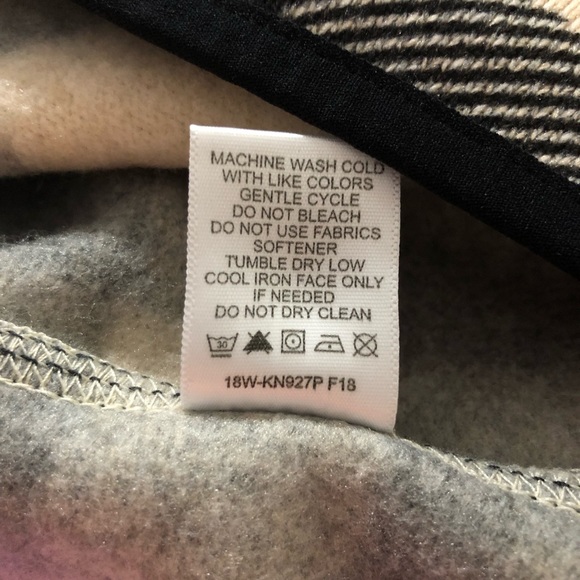 MACHINE WASH COLD
WITH LIKE COLORS
GENTLE CYCLE
DO NOT BLEACH
DO NOT USE FABRICS
SOFTENER
TUMBLE DRY LOW
COOL IRON FACE ONLY
IF NEEDED
DO NOT DRY CLEAN
30
18W-KN927P F18